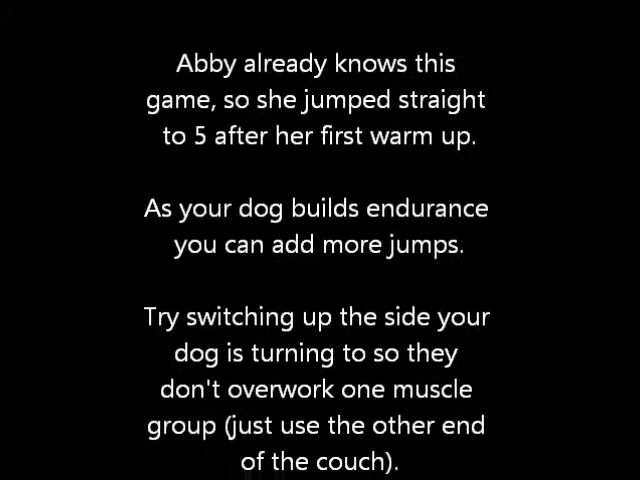 Abby already knows this
game, so she jumped straight
to 5 after her first warm up.
As your dog builds endurance
you can add more jumps.
Try switching up the side your
dog is turning to so they
don't overwork one muscle
group (just use the other end
of the couch).